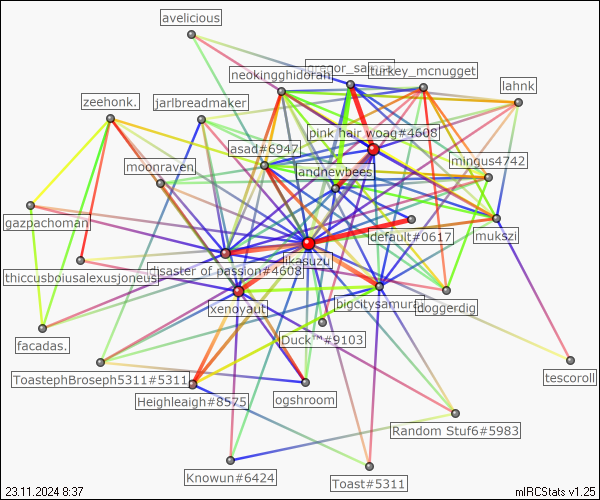 avelicious
gregor_samsa
turkey_mcnugget
neokingghidorah
lahnk
zeehonk.
jarlbreadmaker
pink hair woag#4608
asad#6947
mingus4742
moonraven
andnewbees
gazpachoman
default#0617
mukszi
likasuzu
disaster of passion#4608
thiccusboiusalexusjoneus
xenoyaut
bigcitysamurai
doggerdig
facadas.
Duck™#9103
ToastephBroseph5311#5311
tescoroll
Heighleaigh#8575
ogshroom
Random Stuf6#5983
Knowun#6424
Toast#5311
23.11.2024 8:37
mIRCStats v1.25